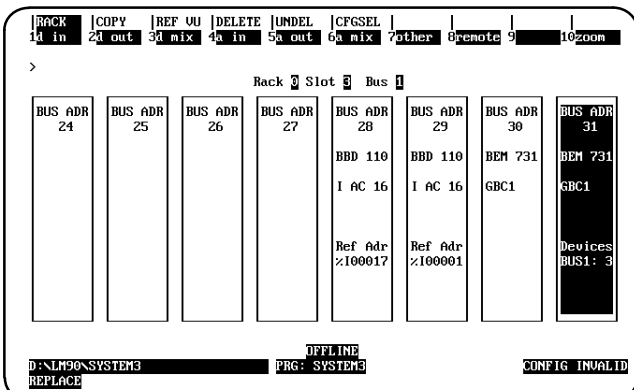 RACK |COPY |REF VU |DELETE |UNDEL |CFGSEL | | | |
1d in 2d out 3d mix 4a in 5a out 6a mix 7other 8remote 9 10zoom
>
Rack 0 Slot 3 Bus 1
BUS ADR BUS ADR BUS ADR BUS ADR BUS ADR BUS ADR BUS ADR BUS ADR
24 25 26 27 28 29 30 31
BBD 110 BBD 110 BEM 731 BEM 731
I AC 16 I AC 16 GBC1 GBC1
Ref Adr Ref Adr Devices
%I00017 %I00001 BUS1: 3
OFFLINE
D:\LM90\SYSTEM3 PRG: SYSTEM3 CONFIG INVALID
REPLACE